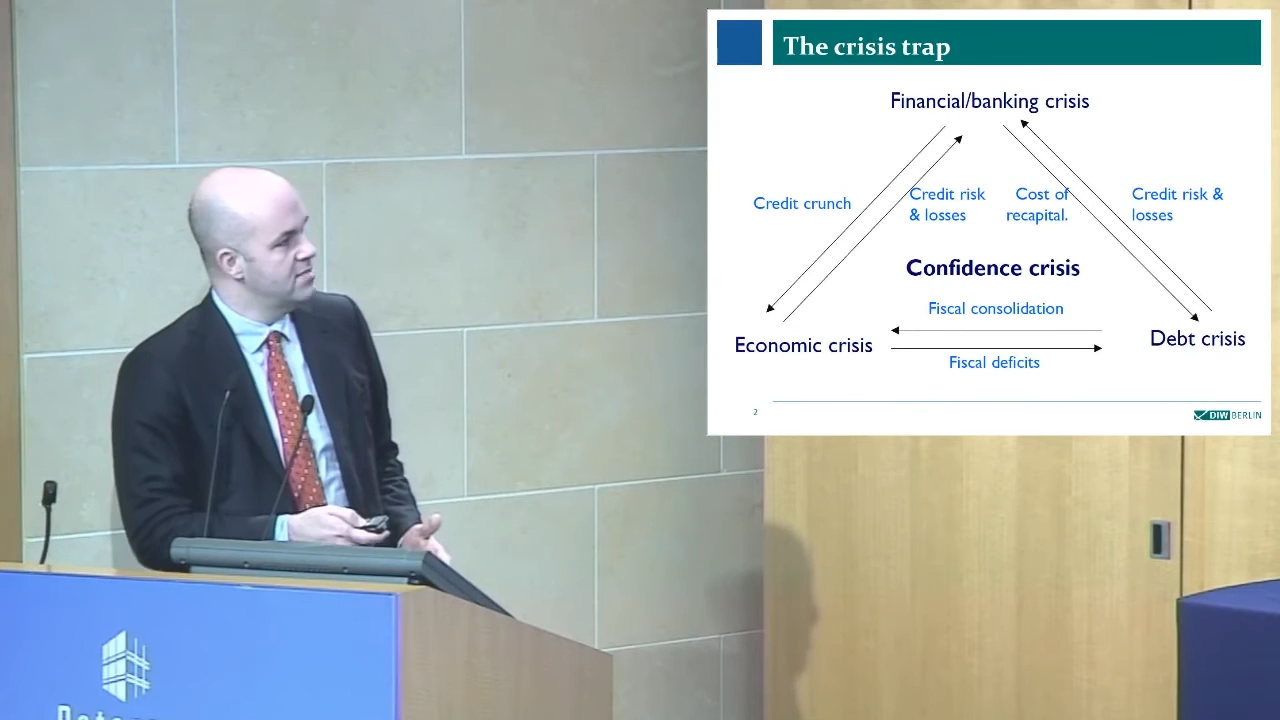 The crisis trap
Financial/banking crisis
Credit crunch
Credit risk
& losses
Cost of
recapital.
Credit risk &
losses
Confidence crisis
Fiscal consolidation
Economic crisis
Debt crisis
Fiscal deficits
2
DIW BERLIN